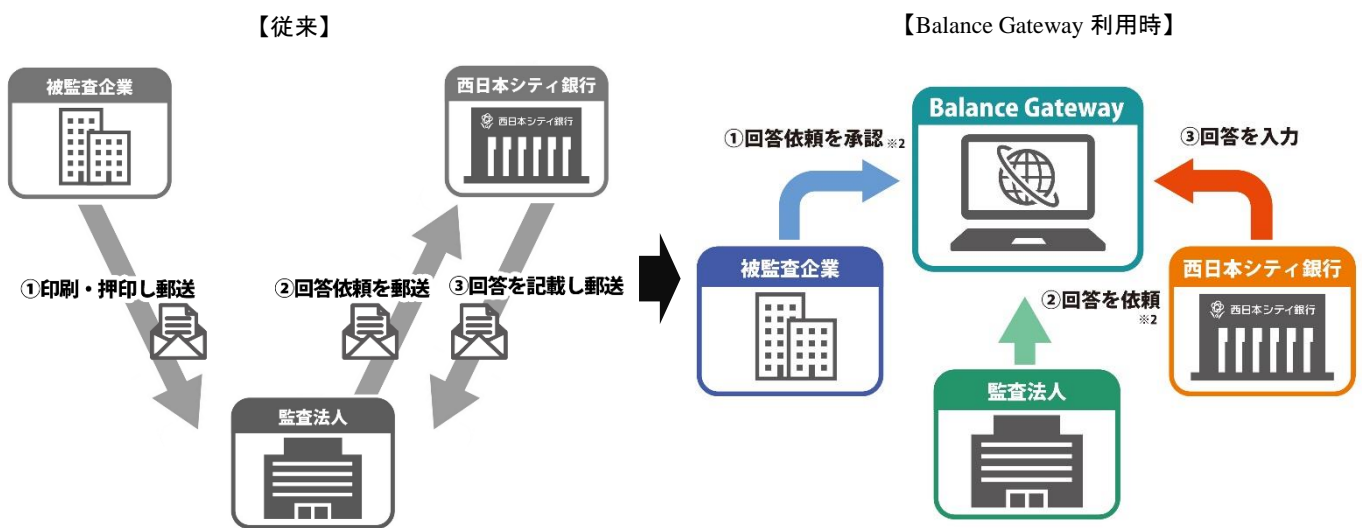 【従来】
被監査企業
西日本シティ銀行
西日本シティ銀行
①印刷・押印し郵送
②回答依頼を郵送
③回答を記載し郵送
監査法人
【Balance Gateway 利用時】
Balance Gateway
①回答依頼を承認 ※2
③回答を入力
被監査企業
②回答を依頼
※2
西日本シティ銀行
西日本シティ銀行
監査法人